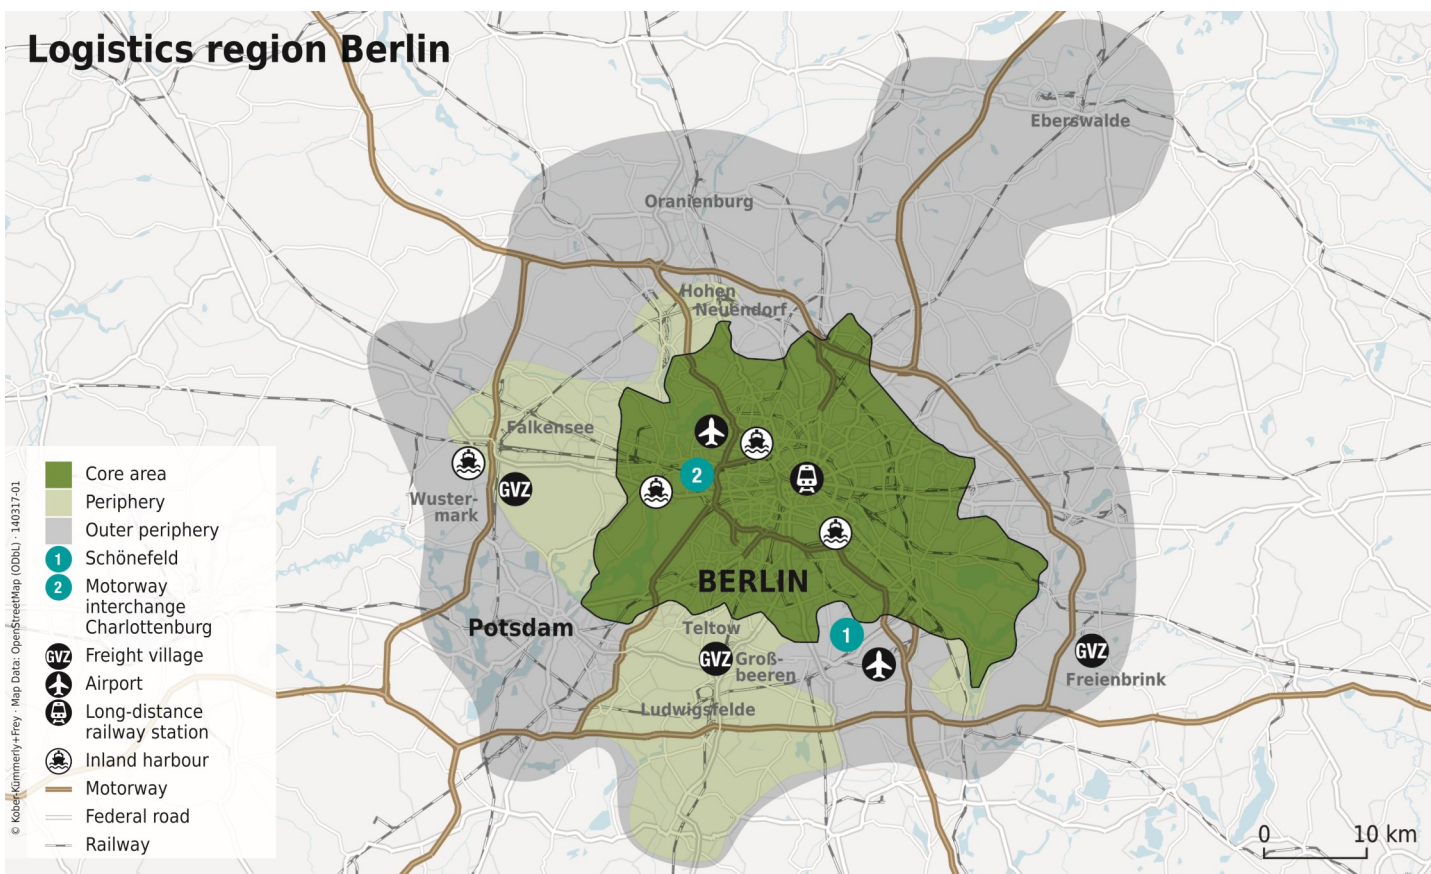 Logistics region Berlin
Eberswalde
Oranienburg
Hohen
Neuendorf
Falkensee
Wuster-
mark
GVZ
2
BERLIN
Potsdam
Teltow
1
GVZ
Groß-
beeren
GVZ
Freienbrink
Ludwigsfelde
Core area
Periphery
Outer periphery
1 Schönefeld
2 Motorway
interchange
Charlottenburg
GVZ Freight village
Airport
Long-distance
railway station
Inland harbour
Motorway
Federal road
Railway
0 10 km
© Kober-Kümmerly+Frey · Map Data: OpenStreetMap (ODbL) · 140317-01